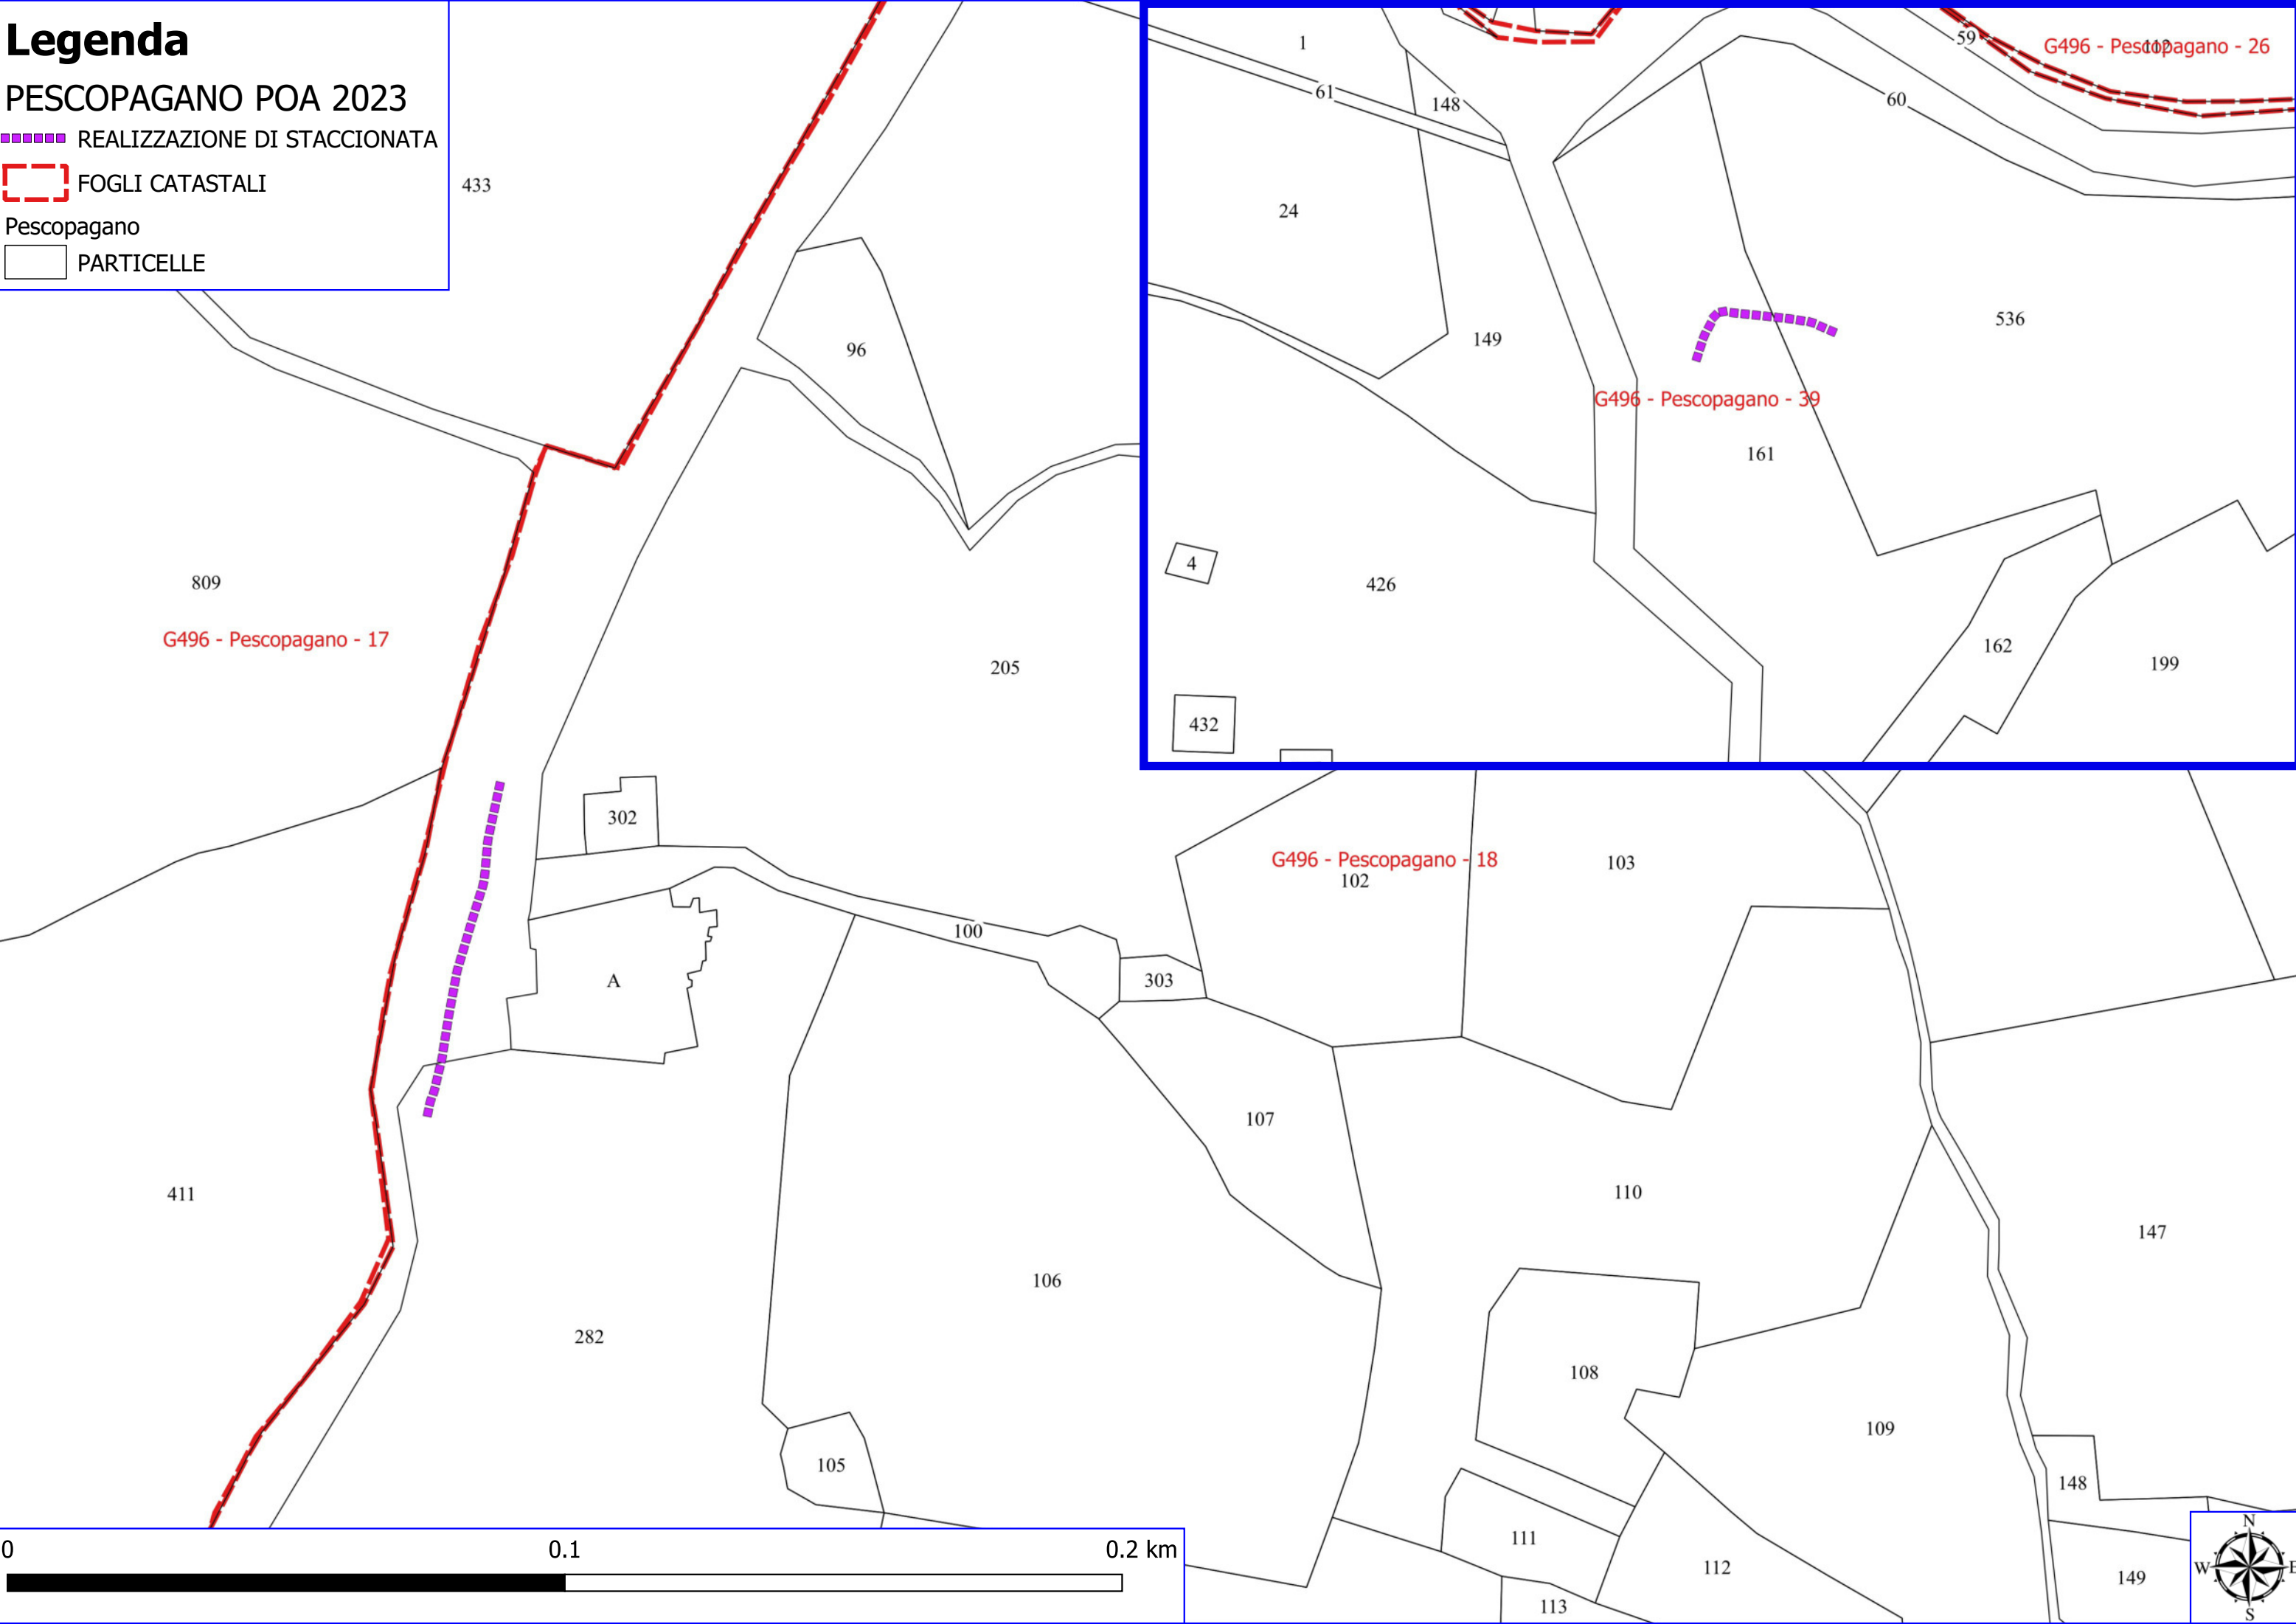 Legenda
PESCOPAGANO POA 2023
REALIZZAZIONE DI STACCIONATA
FOGLI CATASTALI
Pescopagano
PARTICELLE
433
96
809
G496 - Pescopagano - 17
205
302
A
100
303
411
282
106
105
107
G496 - Pescopagano - 18
102
103
110
108
109
111
112
113
147
148
149
1
61
148
24
149
59
112
G496 - Pescopagano - 26
60
536
G496 - Pescopagano - 39
161
4
426
432
162
199
0
0.1
0.2 km
N
W
E
S